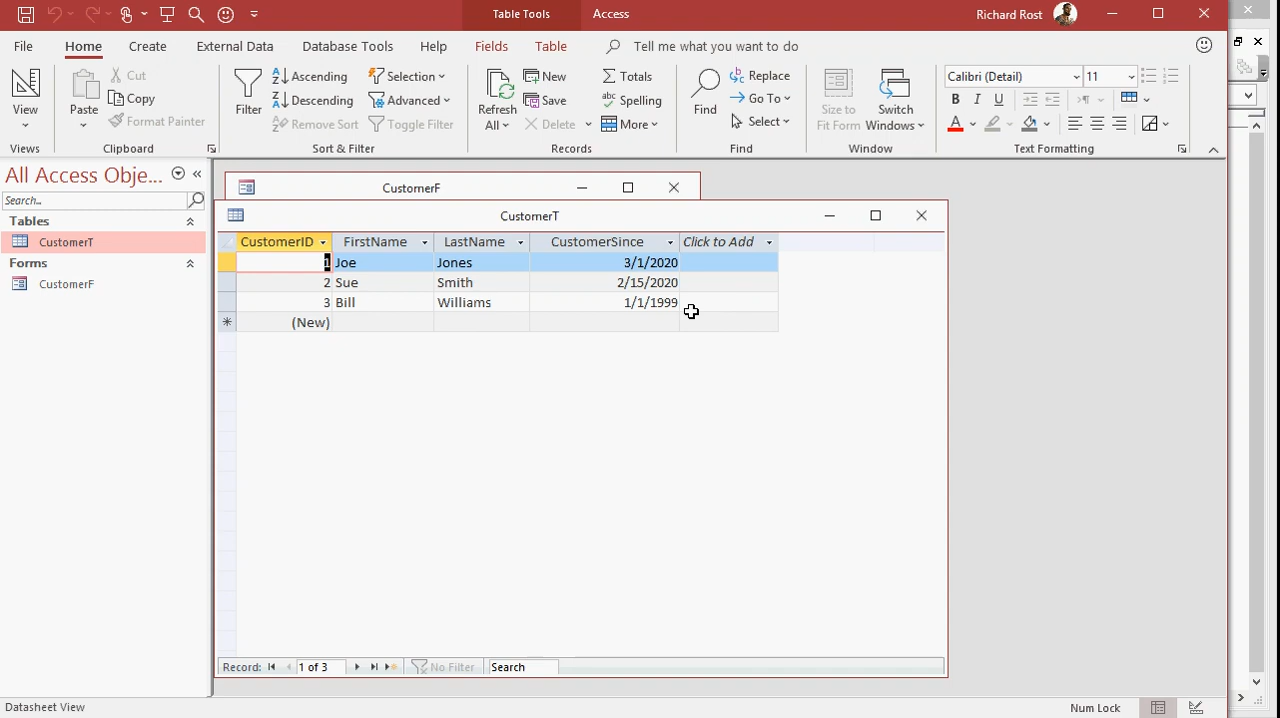 Table Tools
Access
Richard Rost
File
Home
Create
External Data
Database Tools
Help
Fields
Table
Tell me what you want to do
View
Views
Paste
Cut
Copy
Format Painter
Clipboard
Filter
Ascending
Descending
Remove Sort
Selection
Advanced
Toggle Filter
Sort & Filter
Refresh
All
New
Save
Delete
Totals
Spelling
More
Records
Find
Replace
Go To
Select
Find
Size to
Fit Form
Switch
Windows
Window
Calibri (Detail)
11
B I U
Text Formatting
All Access Obje...
Search...
Tables
CustomerT
Forms
CustomerF
CustomerF
CustomerT
CustomerID FirstName LastName CustomerSince Click to Add
1 Joe Jones 3/1/2020
2 Sue Smith 2/15/2020
3 Bill Williams 1/1/1999
(New)
Record: 1 of 3 No Filter Search
Datasheet View
Num Lock